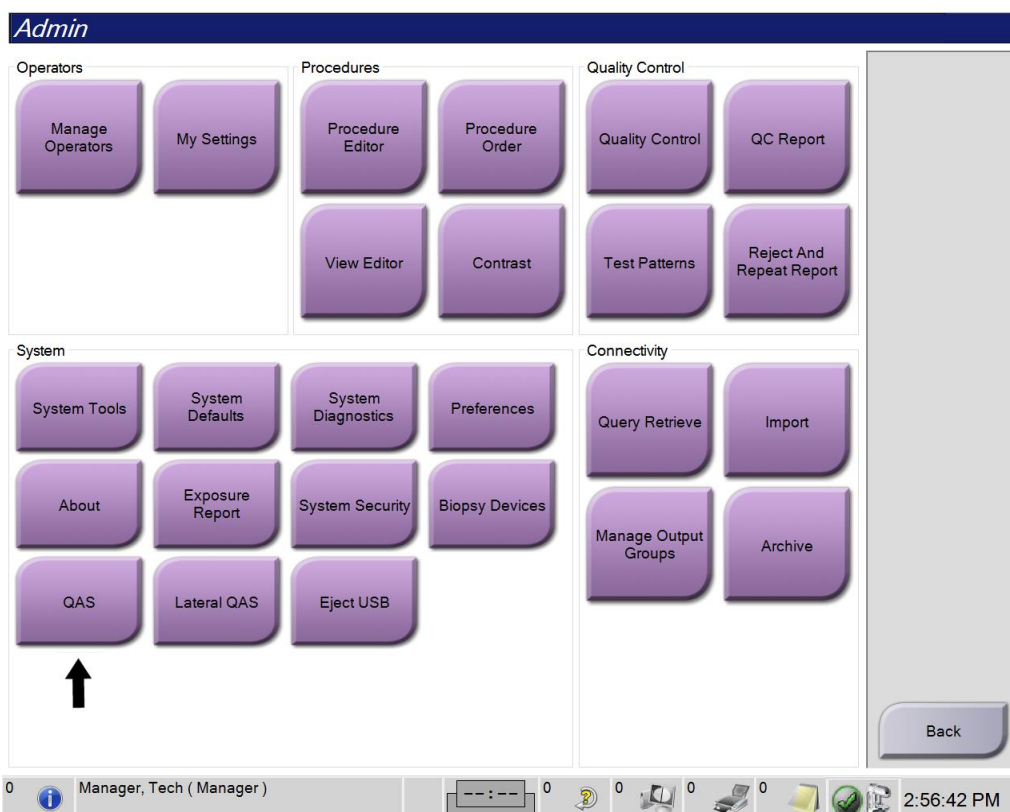 Admin
Operators
Manage
Operators
My Settings
Procedures
Procedure
Editor
Procedure
Order
View Editor
Contrast
Quality Control
Quality Control
QC Report
Test Patterns
Reject And
Repeat Report
System
System Tools
System
Defaults
System
Diagnostics
Preferences
About
Exposure
Report
System Security
Biopsy Devices
QAS
Lateral QAS
Eject USB
Connectivity
Query Retrieve
Import
Manage Output
Groups
Archive
Back
0 Manager, Tech ( Manager ) --:-- 0 0 0 0 2:56:42 PM